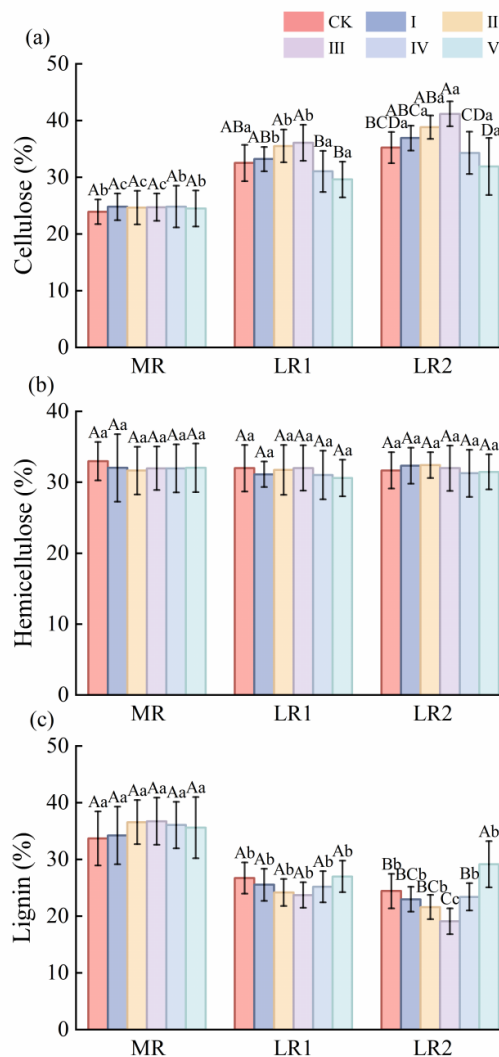 (a)
CK I II
III IV V
Cellulose (%)
50
40
30
20
10
0
Ab Ac Ac Ac Ab Ab
ABa ABb Ab Ab Ba Ba
BCDa ABCa ABa Aa CDa Da
MR LR1 LR2
(b)
Hemicellulose (%)
40
30
20
10
0
Aa Aa Aa Aa Aa Aa
Aa Aa Aa Aa Aa Aa
Aa Aa Aa Aa Aa Aa
MR LR1 LR2
(c)
Lignin (%)
50
40
30
20
10
0
Aa Aa Aa Aa Aa Aa
Ab Ab Ab Ab Ab Ab
Bb BCb BCb Cc Bb Ab
MR LR1 LR2